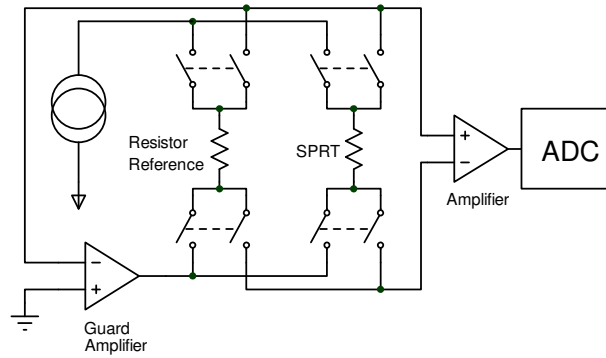 Resistor
Reference
SPRT
+
−
Amplifier
ADC
−
+
Guard
Amplifier